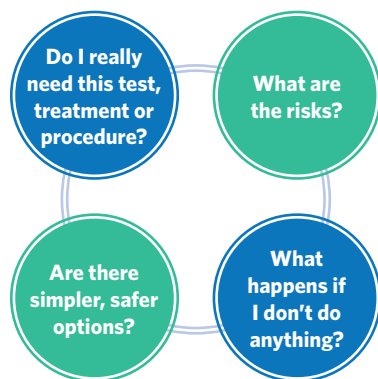 Do I really
need this test,
treatment or
procedure?
What are
the risks?
Are there
simpler, safer
options?
What
happens if
I don't do
anything?